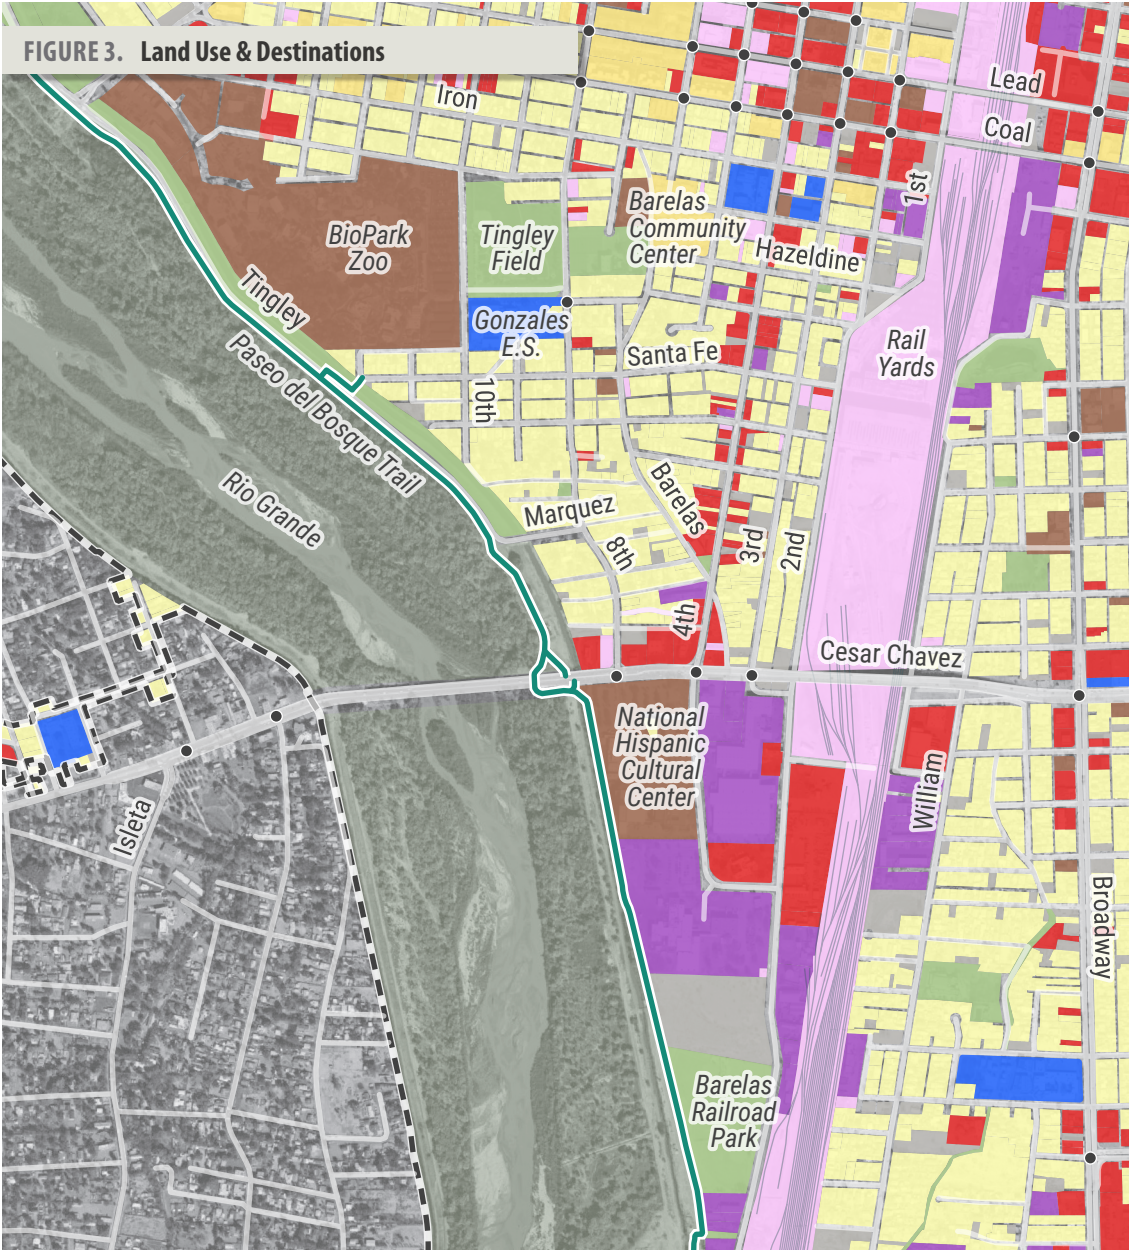 FIGURE 3. Land Use & Destinations
Iron
Lead
Coal
1st
BioPark
Zoo
Tingley
Field
Barelas
Community
Center
Hazeldine
Tingley
Gonzales
E.S.
Santa Fe
Rail
Yards
Paseo del Bosque Trail
10th
Rio Grande
Marquez
Barelas
8th
3rd
2nd
4th
Cesar Chavez
National
Hispanic
Cultural
Center
William
Isleta
Broadway
Barelas
Railroad
Park